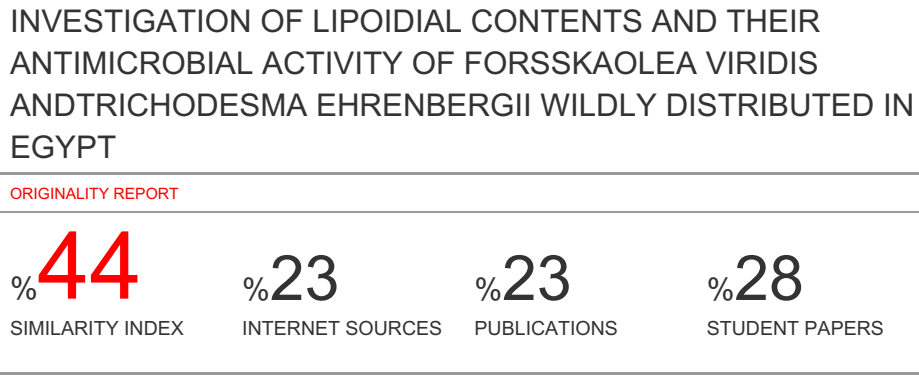 INVESTIGATION OF LIPOIDIAL CONTENTS AND THEIR
ANTIMICROBIAL ACTIVITY OF FORSSKAOLEA VIRIDIS
ANDTRICHODESMA EHRENBERGII WILDLY DISTRIBUTED IN
EGYPT
ORIGINALITY REPORT
%44 %23 %23 %28
SIMILARITY INDEX INTERNET SOURCES PUBLICATIONS STUDENT PAPERS